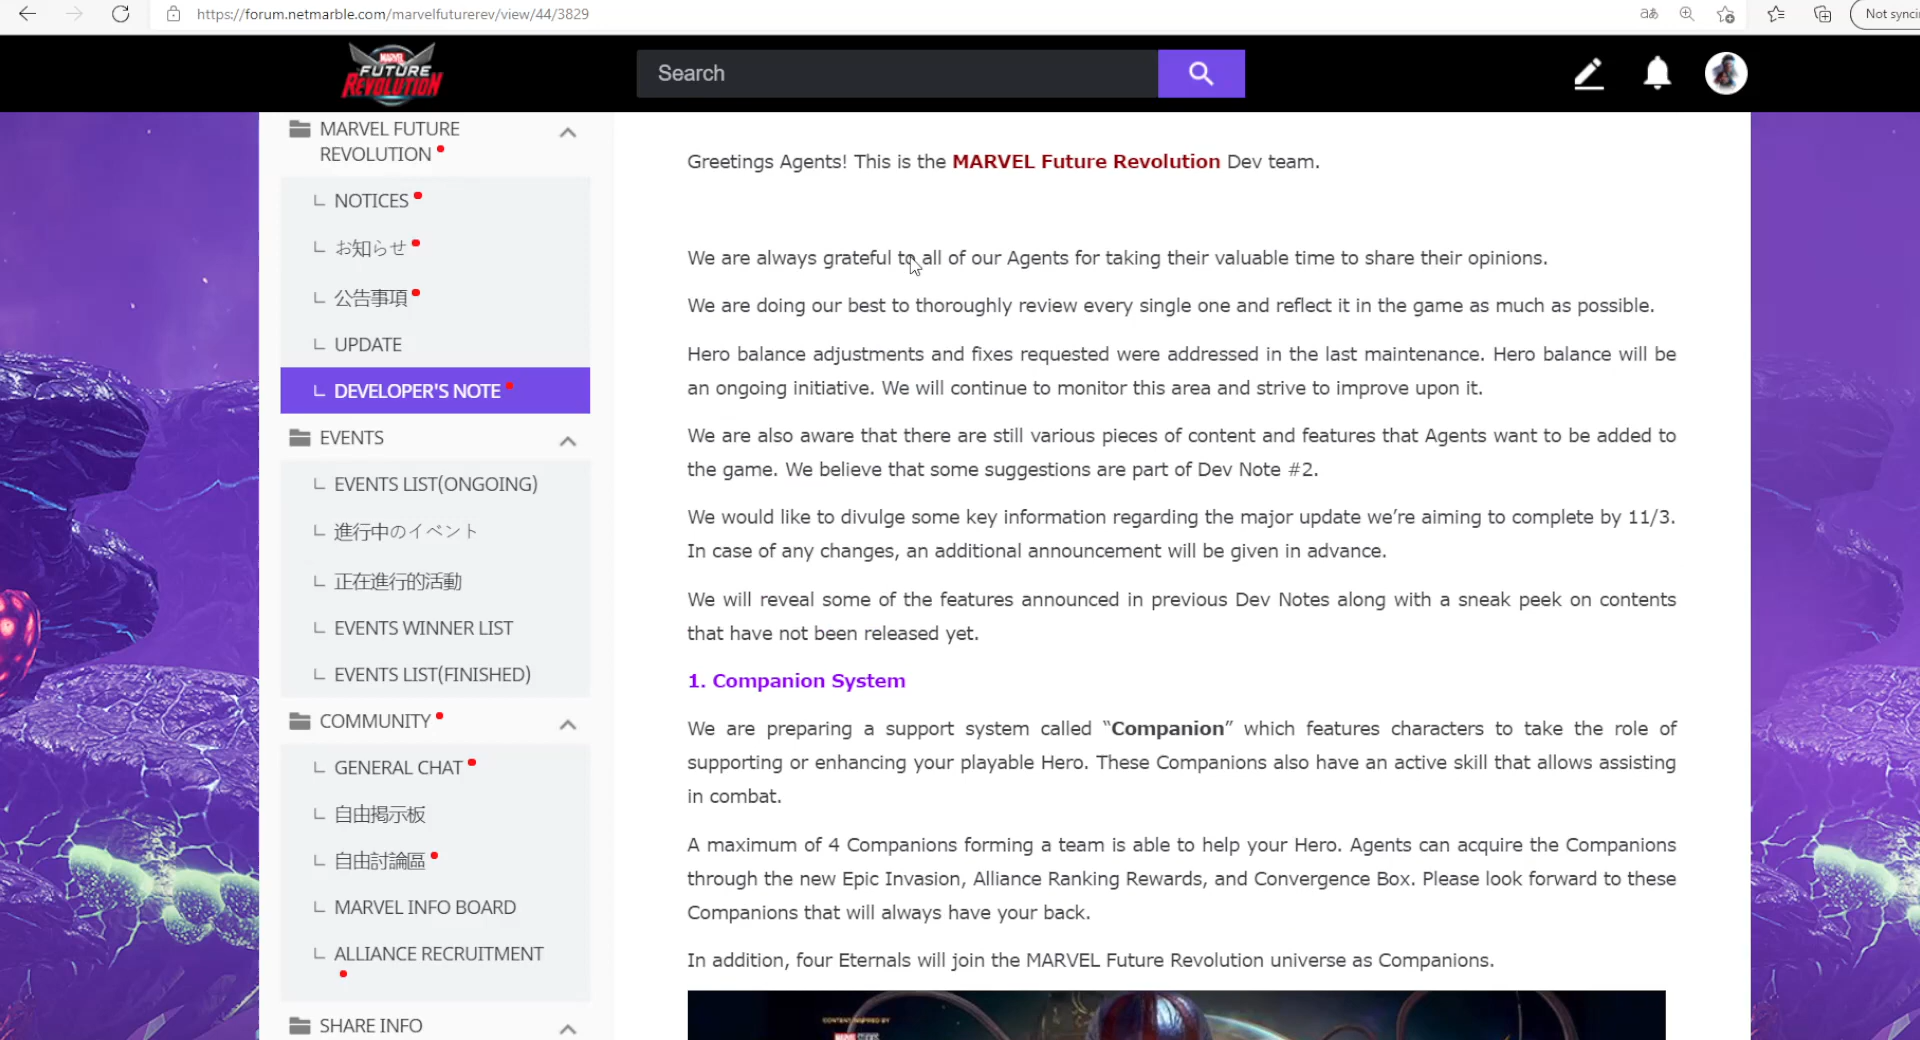 https://forum.netmarble.com/marvelfuturerev/view/44/3829
Not synci
MARVEL
FUTURE
REVOLUTION
Search
MARVEL FUTURE
REVOLUTION
NOTICES
お知らせ
公告事項
UPDATE
DEVELOPER'S NOTE
EVENTS
EVENTS LIST(ONGOING)
進行中のイベント
正在進行的活動
EVENTS WINNER LIST
EVENTS LIST(FINISHED)
COMMUNITY
GENERAL CHAT
自由掲示板
自由討論區
MARVEL INFO BOARD
ALLIANCE RECRUITMENT
SHARE INFO
Greetings Agents! This is the MARVEL Future Revolution Dev team.
We are always grateful to all of our Agents for taking their valuable time to share their opinions.
We are doing our best to thoroughly review every single one and reflect it in the game as much as possible.
Hero balance adjustments and fixes requested were addressed in the last maintenance. Hero balance will be
an ongoing initiative. We will continue to monitor this area and strive to improve upon it.
We are also aware that there are still various pieces of content and features that Agents want to be added to
the game. We believe that some suggestions are part of Dev Note #2.
We would like to divulge some key information regarding the major update we’re aiming to complete by 11/3.
In case of any changes, an additional announcement will be given in advance.
We will reveal some of the features announced in previous Dev Notes along with a sneak peek on contents
that have not been released yet.
1. Companion System
We are preparing a support system called “Companion” which features characters to take the role of
supporting or enhancing your playable Hero. These Companions also have an active skill that allows assisting
in combat.
A maximum of 4 Companions forming a team is able to help your Hero. Agents can acquire the Companions
through the new Epic Invasion, Alliance Ranking Rewards, and Convergence Box. Please look forward to these
Companions that will always have your back.
In addition, four Eternals will join the MARVEL Future Revolution universe as Companions.
CONTENT INSPIRED BY
MARVEL STUDIOS